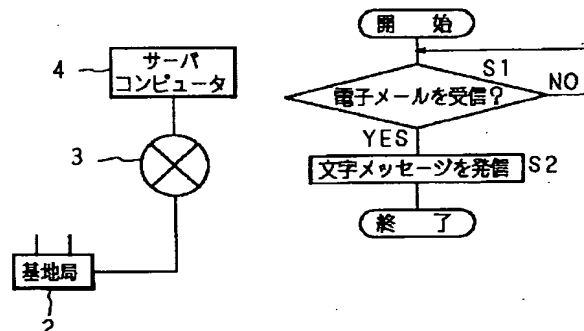 4
サーバ
コンピュータ
3
基地局
2
開 始
S1
電子メールを受信?
NO
YES
文字メッセージを発信
S2
終 了